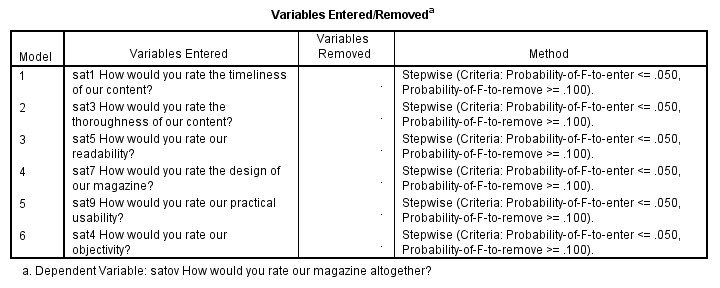 Variables Entered/Removedᵃ
Model Variables Entered Variables Removed Method
1 sat1 How would you rate the timeliness . Stepwise (Criteria: Probability-of-F-to-enter <= .050,
of our content? Probability-of-F-to-remove >= .100).
2 sat3 How would you rate the . Stepwise (Criteria: Probability-of-F-to-enter <= .050,
thoroughness of our content? Probability-of-F-to-remove >= .100).
3 sat5 How would you rate our . Stepwise (Criteria: Probability-of-F-to-enter <= .050,
readability? Probability-of-F-to-remove >= .100).
4 sat7 How would you rate the design of . Stepwise (Criteria: Probability-of-F-to-enter <= .050,
our magazine? Probability-of-F-to-remove >= .100).
5 sat9 How would you rate our practical . Stepwise (Criteria: Probability-of-F-to-enter <= .050,
usability? Probability-of-F-to-remove >= .100).
6 sat4 How would you rate our . Stepwise (Criteria: Probability-of-F-to-enter <= .050,
objectivity? Probability-of-F-to-remove >= .100).
a. Dependent Variable: satov How would you rate our magazine altogether?